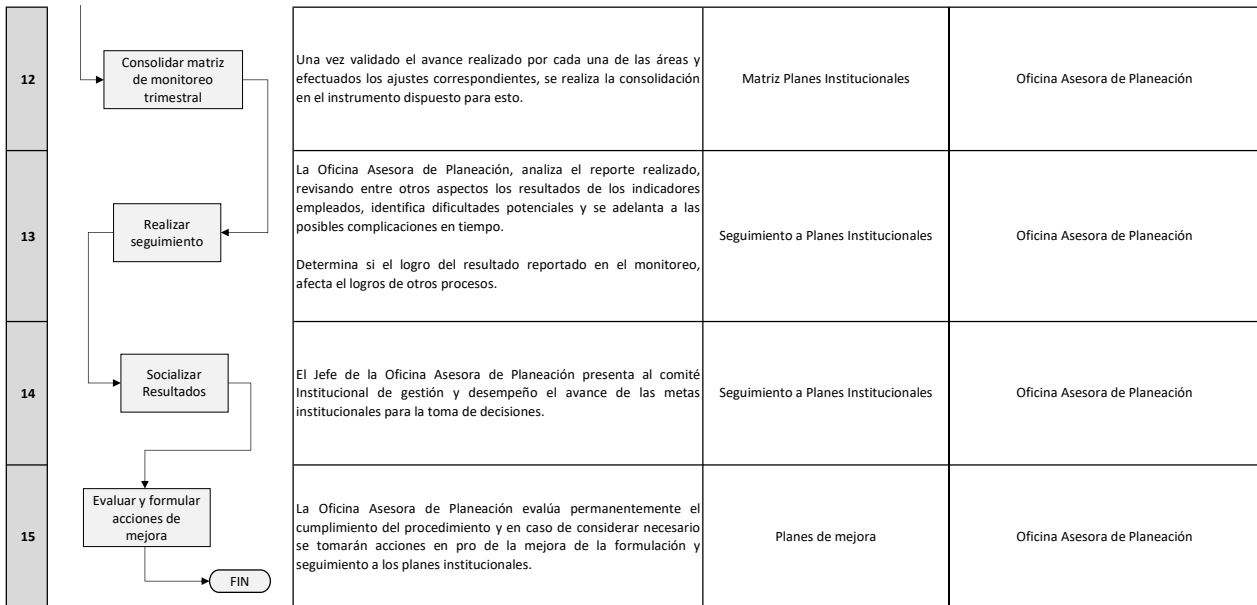 12
Consolidar matriz
de monitoreo
trimestral
Una vez validado el avance realizado por cada una de las áreas y
efectuados los ajustes correspondientes, se realiza la consolidación
en el instrumento dispuesto para esto.
Matriz Planes Institucionales
Oficina Asesora de Planeación
13
Realizar
seguimiento
La Oficina Asesora de Planeación, analiza el reporte realizado,
revisando entre otros aspectos los resultados de los indicadores
empleados, identifica dificultades potenciales y se adelanta a las
posibles complicaciones en tiempo.
Determina si el logro del resultado reportado en el monitoreo,
afecta el logros de otros procesos.
Seguimiento a Planes Institucionales
Oficina Asesora de Planeación
14
Socializar
Resultados
El Jefe de la Oficina Asesora de Planeación presenta al comité
Institucional de gestión y desempeño el avance de las metas
institucionales para la toma de decisiones.
Seguimiento a Planes Institucionales
Oficina Asesora de Planeación
15
Evaluar y formular
acciones de
mejora
FIN
La Oficina Asesora de Planeación evalúa permanentemente el
cumplimiento del procedimiento y en caso de considerar necesario
se tomarán acciones en pro de la mejora de la formulación y
seguimiento a los planes institucionales.
Planes de mejora
Oficina Asesora de Planeación